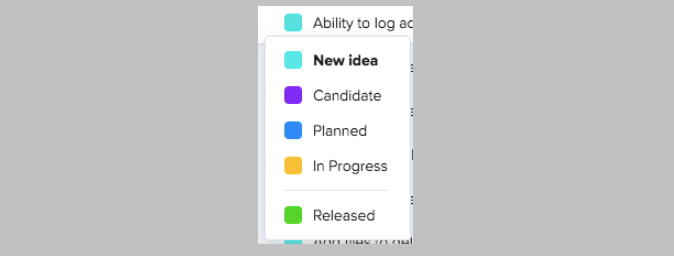 Ability to log
New idea
Candidate
Planned
In Progress
Released